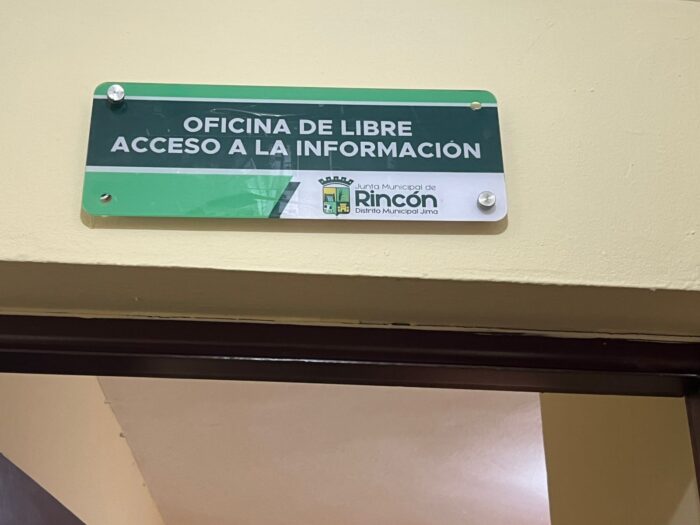 OFICINA DE LIBRE
ACCESO A LA INFORMACIÓN
Junta Municipal de
Rincón
Distrito Municipal Jima